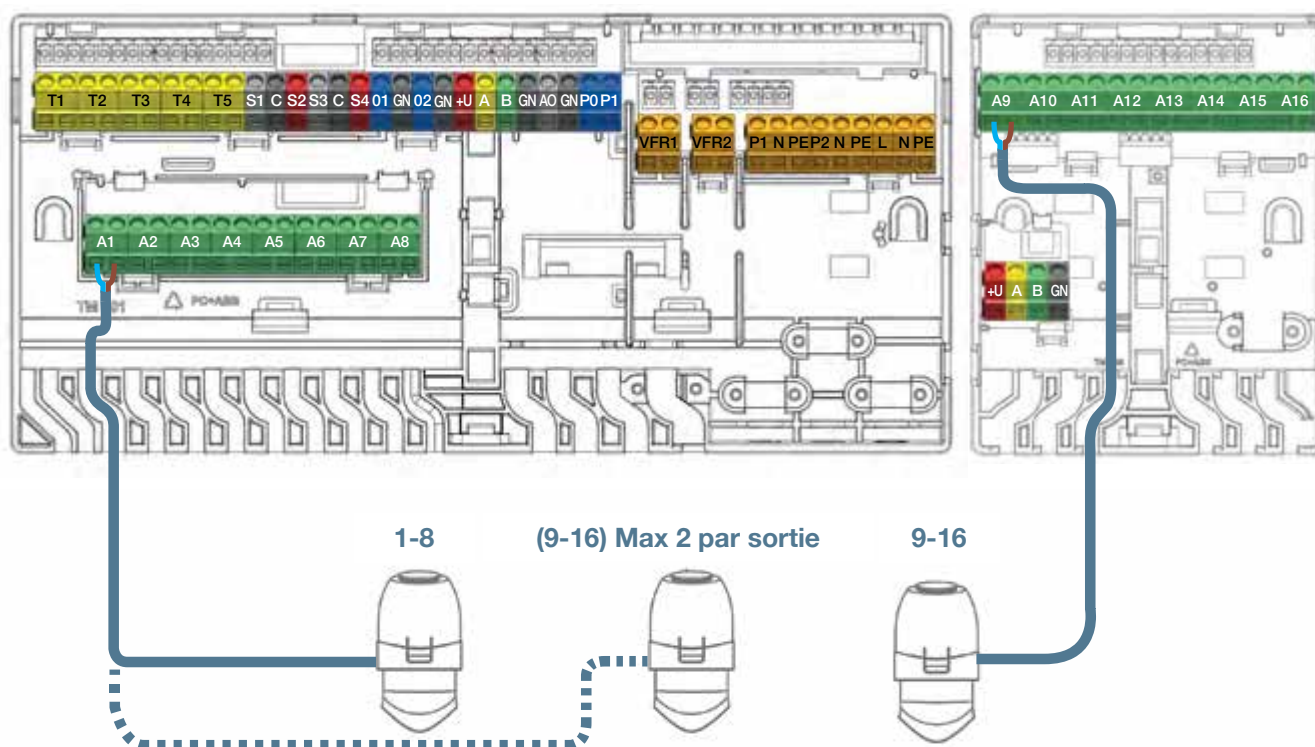 T1 T2 T3 T4 T5 S1 C S2 S3 C S4 01 GN 02 GN +U A B GN AO GN P0 P1
VFR1 VFR2 P1 N PE P2 N PE L N PE
A9 A10 A11 A12 A13 A14 A15 A16
A1 A2 A3 A4 A5 A6 A7 A8
+U A B GN
PC+ABS
1-8 (9-16) Max 2 par sortie 9-16